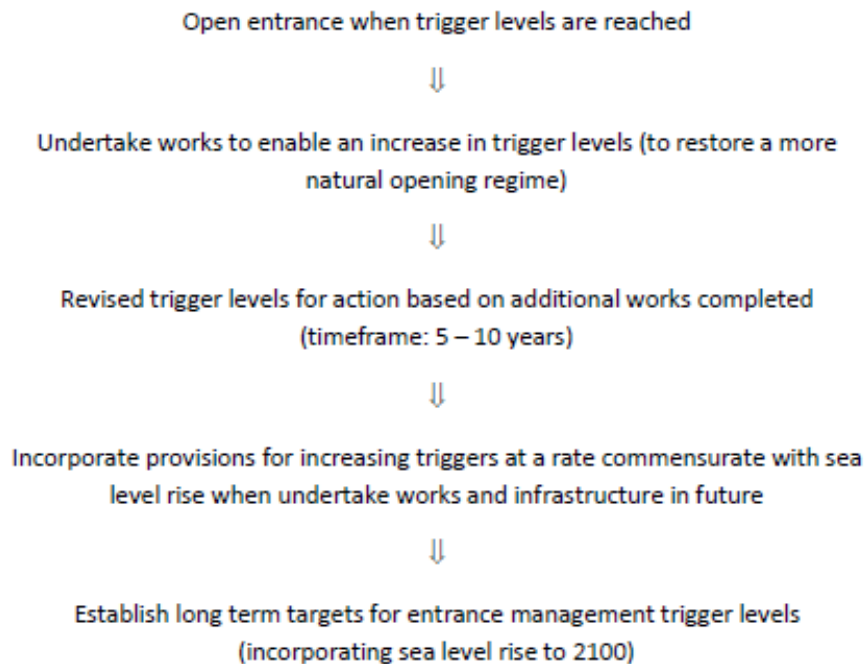 Open entrance when trigger levels are reached
⇓
Undertake works to enable an increase in trigger levels (to restore a more
natural opening regime)
⇓
Revised trigger levels for action based on additional works completed
(timeframe: 5 – 10 years)
⇓
Incorporate provisions for increasing triggers at a rate commensurate with sea
level rise when undertake works and infrastructure in future
⇓
Establish long term targets for entrance management trigger levels
(incorporating sea level rise to 2100)